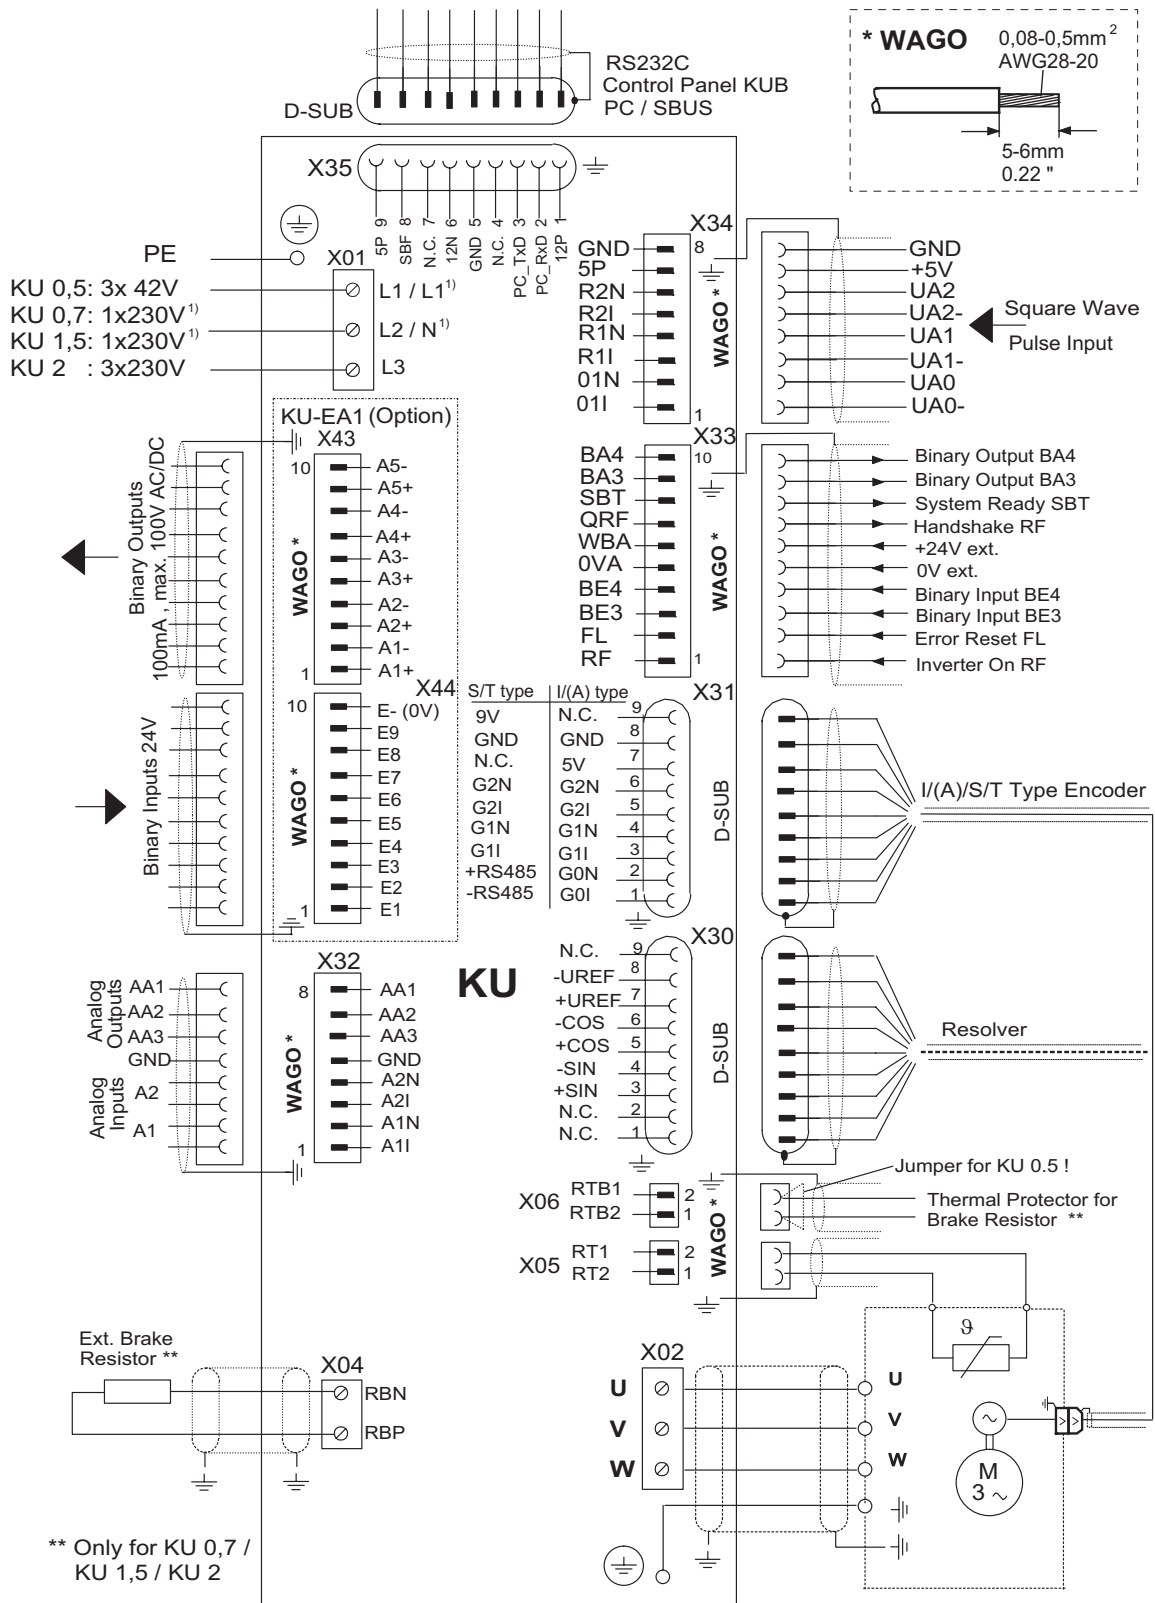 RS232C
Control Panel KUB
PC / SBUS
D-SUB
* WAGO
0,08-0,5mm 2
AWG28-20
5-6mm
0.22 "
X35
5P 9
SBF 8
N.C. 7
12N 6
GND 5
N.C. 4
PC_TxD 3
PC_RxD 2
12P 1
PE
X01
KU 0,5: 3x 42V
KU 0,7: 1x230V 1)
KU 1,5: 1x230V 1)
KU 2 : 3x230V
L1 / L1 1)
L2 / N 1)
L3
X34
GND
5P
R2N
R2I
R1N
R1I
01N
01I
8
1
WAGO *
GND
+5V
UA2
UA2-
UA1
UA1-
UA0
UA0-
Square Wave
Pulse Input
KU-EA1 (Option)
X43
10
1
WAGO *
A5-
A5+
A4-
A4+
A3-
A3+
A2-
A2+
A1-
A1+
Binary Outputs
100mA , max. 100V AC/DC
X33
BA4
BA3
SBT
QRF
WBA
0VA
BE4
BE3
FL
RF
10
1
WAGO *
Binary Output BA4
Binary Output BA3
System Ready SBT
Handshake RF
+24V ext.
0V ext.
Binary Input BE4
Binary Input BE3
Error Reset FL
Inverter On RF
X44
10
1
WAGO *
E- (0V)
E9
E8
E7
E6
E5
E4
E3
E2
E1
Binary Inputs 24V
S/T type I/(A) type
X31
9V N.C. 9
GND GND 8
N.C. 5V 7
G2N G2N 6
G2I G2I 5
G1N G1N 4
G1I G1I 3
+RS485 G0N 2
-RS485 G0I 1
D-SUB
I/(A)/S/T Type Encoder
X30
KU
N.C. 9
-UREF 8
+UREF 7
-COS 6
+COS 5
-SIN 4
+SIN 3
N.C. 2
N.C. 1
D-SUB
Resolver
X32
8
1
WAGO *
AA1
AA2
AA3
GND
A2N
A2I
A1N
A1I
Analog
Outputs
AA1
AA2
AA3
GND
Analog
Inputs
A2
A1
Jumper for KU 0.5 !
X06
RTB1 2
RTB2 1
Thermal Protector for
Brake Resistor **
WAGO *
X05
RT1 2
RT2 1
ϑ
Ext. Brake
Resistor **
X04
RBN
RBP
X02
U
V
W
U
V
W
~
M
3 ~
** Only for KU 0,7 /
KU 1,5 / KU 2